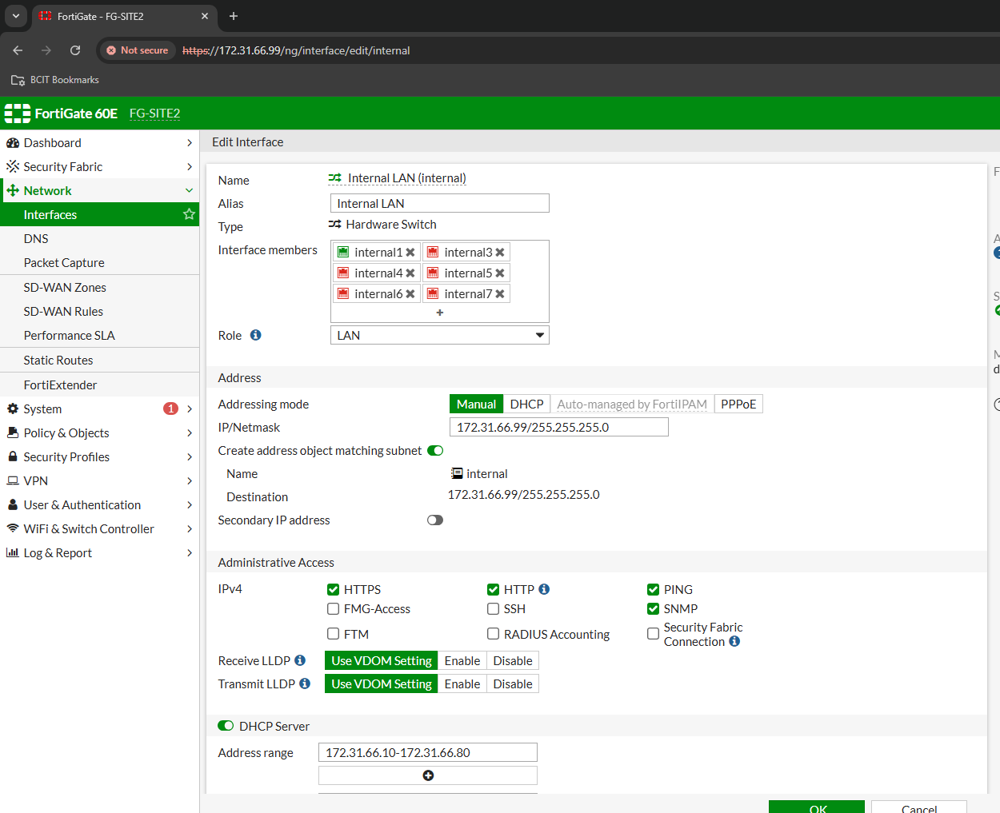 FortiGate - FG-SITE2
Not secure
https://172.31.66.99/ng/interface/edit/internal
BCIT Bookmarks
FortiGate 60E
FG-SITE2
Dashboard
Security Fabric
Network
Interfaces
DNS
Packet Capture
SD-WAN Zones
SD-WAN Rules
Performance SLA
Static Routes
FortiExtender
System 1
Policy & Objects
Security Profiles
VPN
User & Authentication
WiFi & Switch Controller
Log & Report
Edit Interface
Name Internal LAN (internal)
Alias Internal LAN
Type Hardware Switch
Interface members internal1 internal3
internal4 internal5
internal6 internal7
Role LAN
Address
Addressing mode Manual DHCP Auto-managed by FortiIPAM PPPoE
IP/Netmask 172.31.66.99/255.255.255.0
Create address object matching subnet
Name internal
Destination 172.31.66.99/255.255.255.0
Secondary IP address
Administrative Access
IPv4 HTTPS HTTP PING
FMG-Access SSH SNMP
FTM RADIUS Accounting Security Fabric
Connection
Receive LLDP Use VDOM Setting Enable Disable
Transmit LLDP Use VDOM Setting Enable Disable
DHCP Server
Address range 172.31.66.10-172.31.66.80
OK Cancel